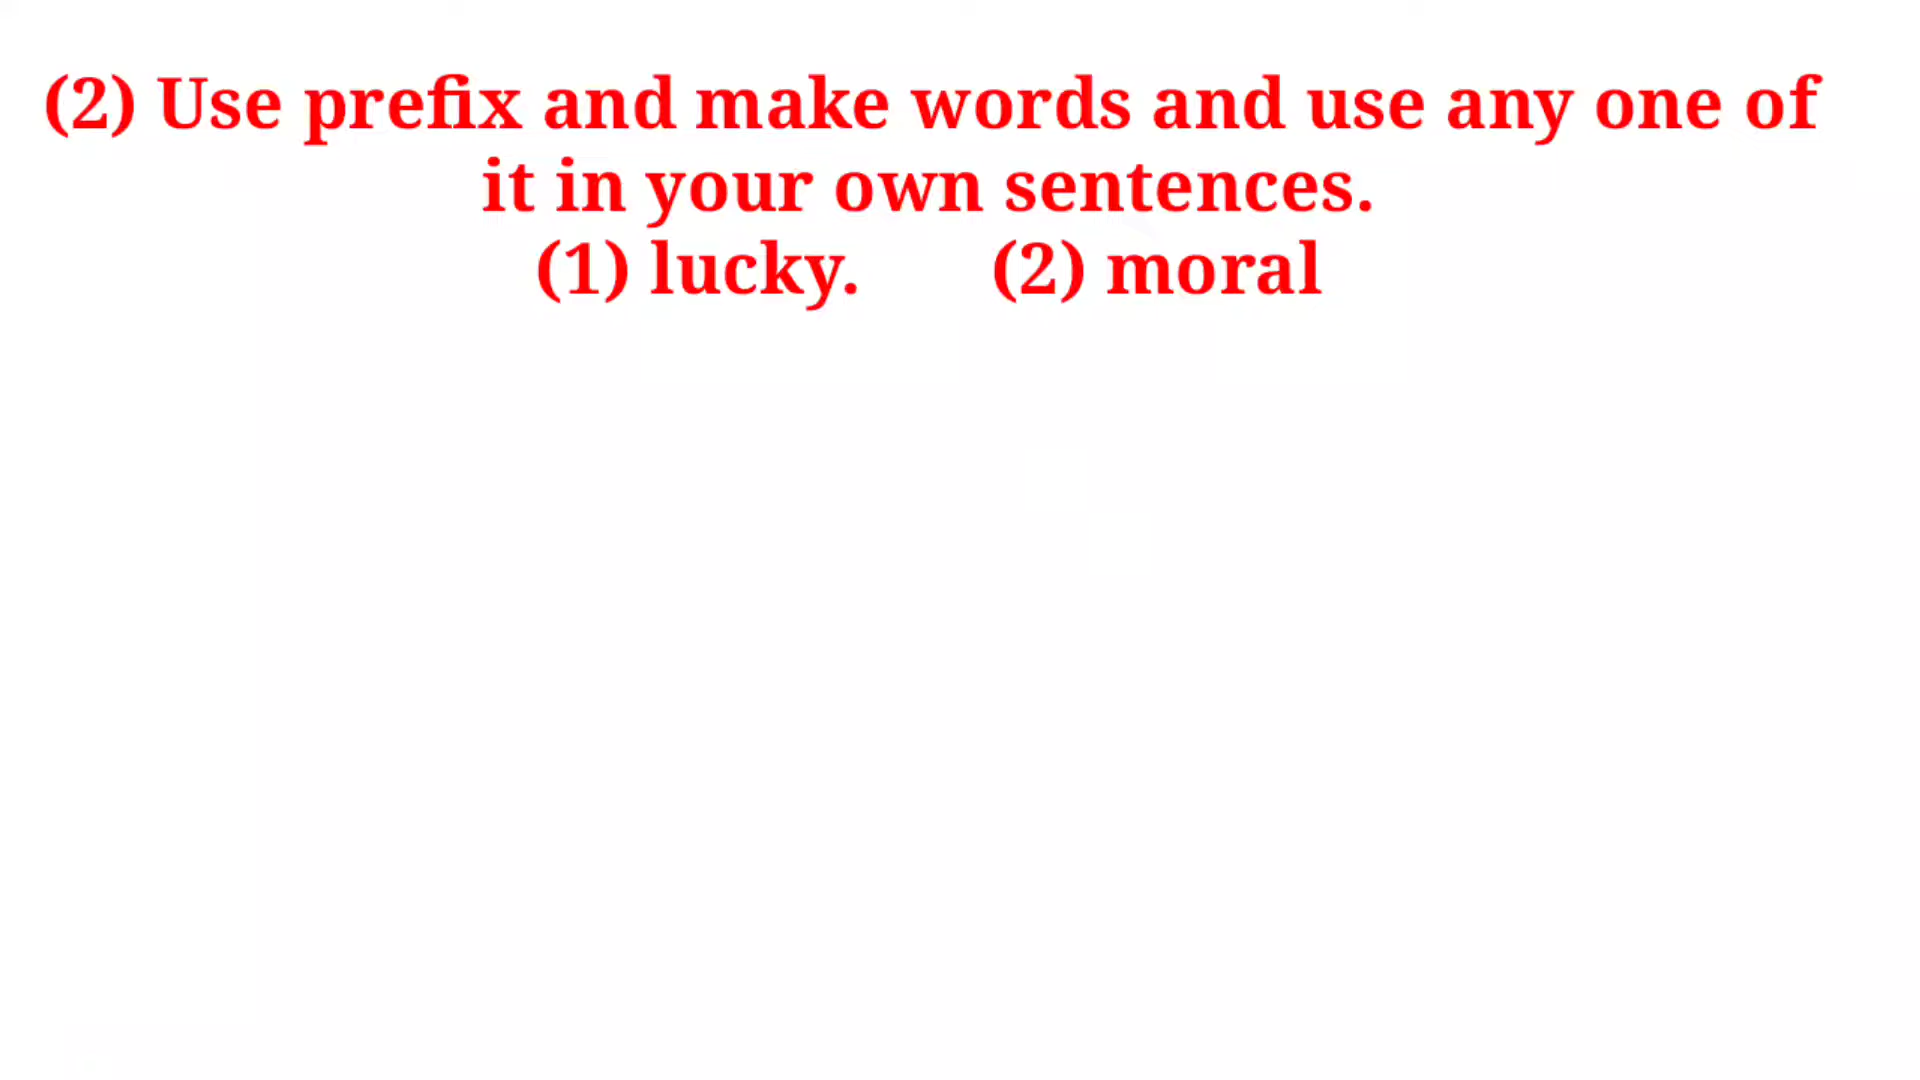 (2) Use prefix and make words and use any one of
it in your own sentences.
(1) lucky. (2) moral